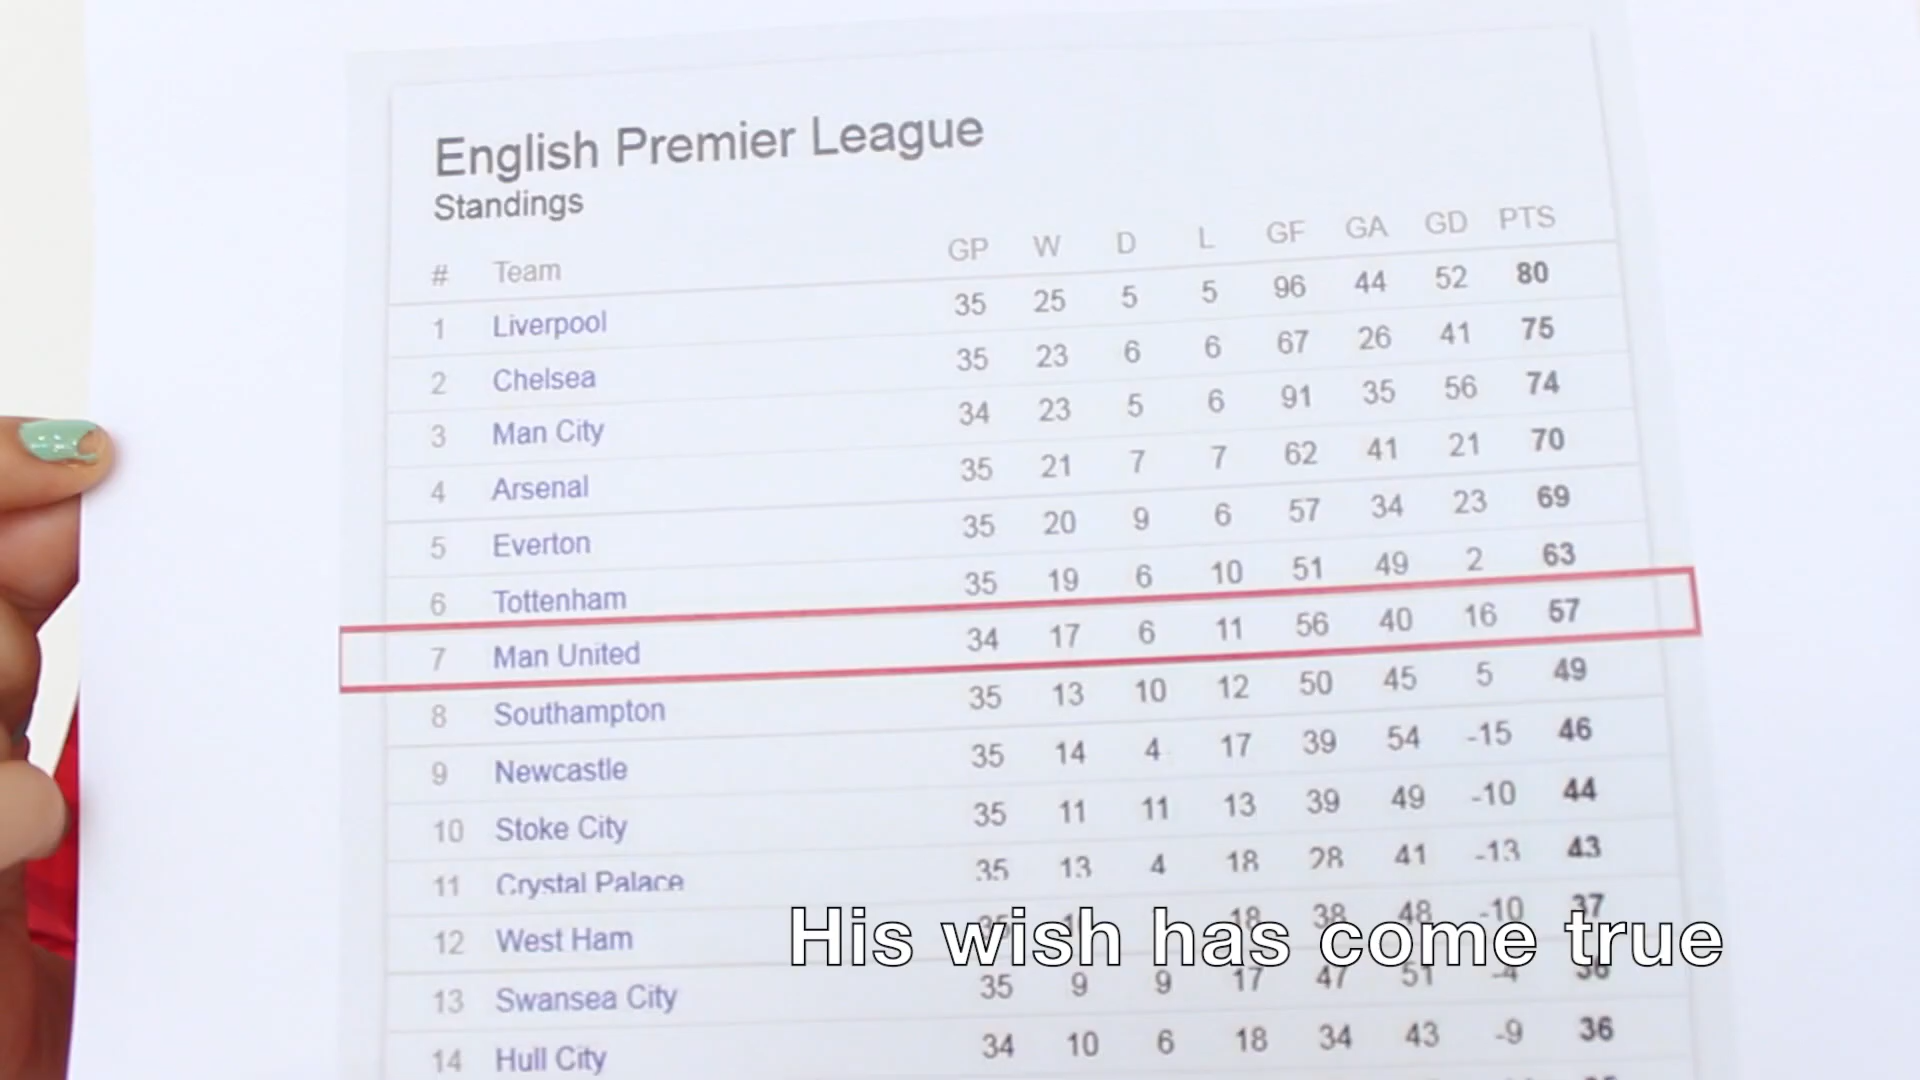 English Premier League
Standings
# Team GP W D L GF GA GD PTS
1 Liverpool 35 25 5 5 96 44 52 80
2 Chelsea 35 23 6 6 67 26 41 75
3 Man City 34 23 5 6 91 35 56 74
4 Arsenal 35 21 7 7 62 41 21 70
5 Everton 35 20 9 6 57 34 23 69
6 Tottenham 35 19 6 10 51 49 2 63
7 Man United 34 17 6 11 56 40 16 57
8 Southampton 35 13 10 12 50 45 5 49
9 Newcastle 35 14 4 17 39 54 -15 46
10 Stoke City 35 11 11 13 39 49 -10 44
11 Crystal Palace 35 13 4 18 28 41 -13 43
12 West Ham 35 18 38 48 -10 37
His wish has come true
13 Swansea City 35 9 9 17 47 51 -4 36
14 Hull City 34 10 6 18 34 43 -9 36